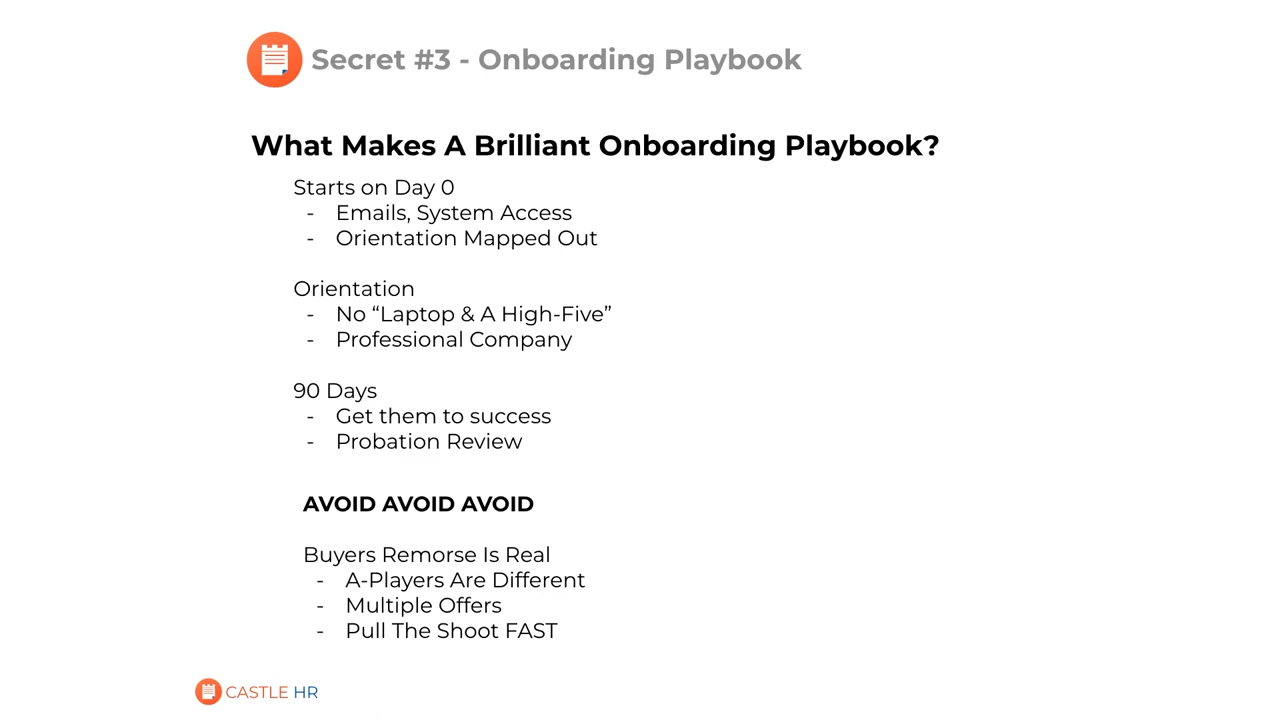 Secret #3 - Onboarding Playbook
What Makes A Brilliant Onboarding Playbook?
Starts on Day 0
- Emails, System Access
- Orientation Mapped Out
Orientation
- No “Laptop & A High-Five”
- Professional Company
90 Days
- Get them to success
- Probation Review
AVOID AVOID AVOID
Buyers Remorse Is Real
- A-Players Are Different
- Multiple Offers
- Pull The Shoot FAST
CASTLE HR